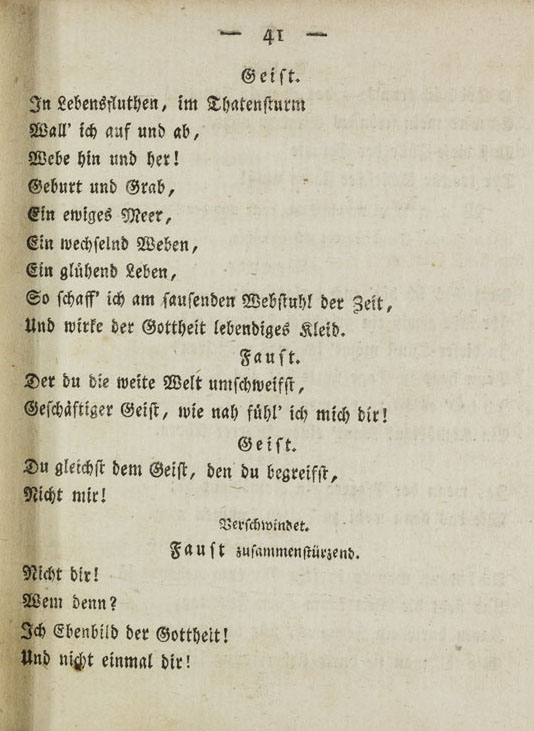 — 41 —
Geist.
In Lebensfluthen, im Thatensturm
Wall' ich auf und ab,
Webe hin und her!
Geburt und Grab,
Ein ewiges Meer,
Ein wechselnd Weben,
Ein glühend Leben,
So schaff' ich am sausenden Webstuhl der Zeit,
Und wirke der Gottheit lebendiges Kleid.
Faust.
Der du die weite Welt umschweifst,
Geschäftiger Geist, wie nah fühl' ich mich dir!
Geist.
Du gleichst dem Geist, den du begreifst,
Nicht mir!
Verschwindet.
Faust zusammenstürzend.
Nicht dir!
Wem denn?
Ich Ebenbild der Gottheit!
Und nicht einmal dir!